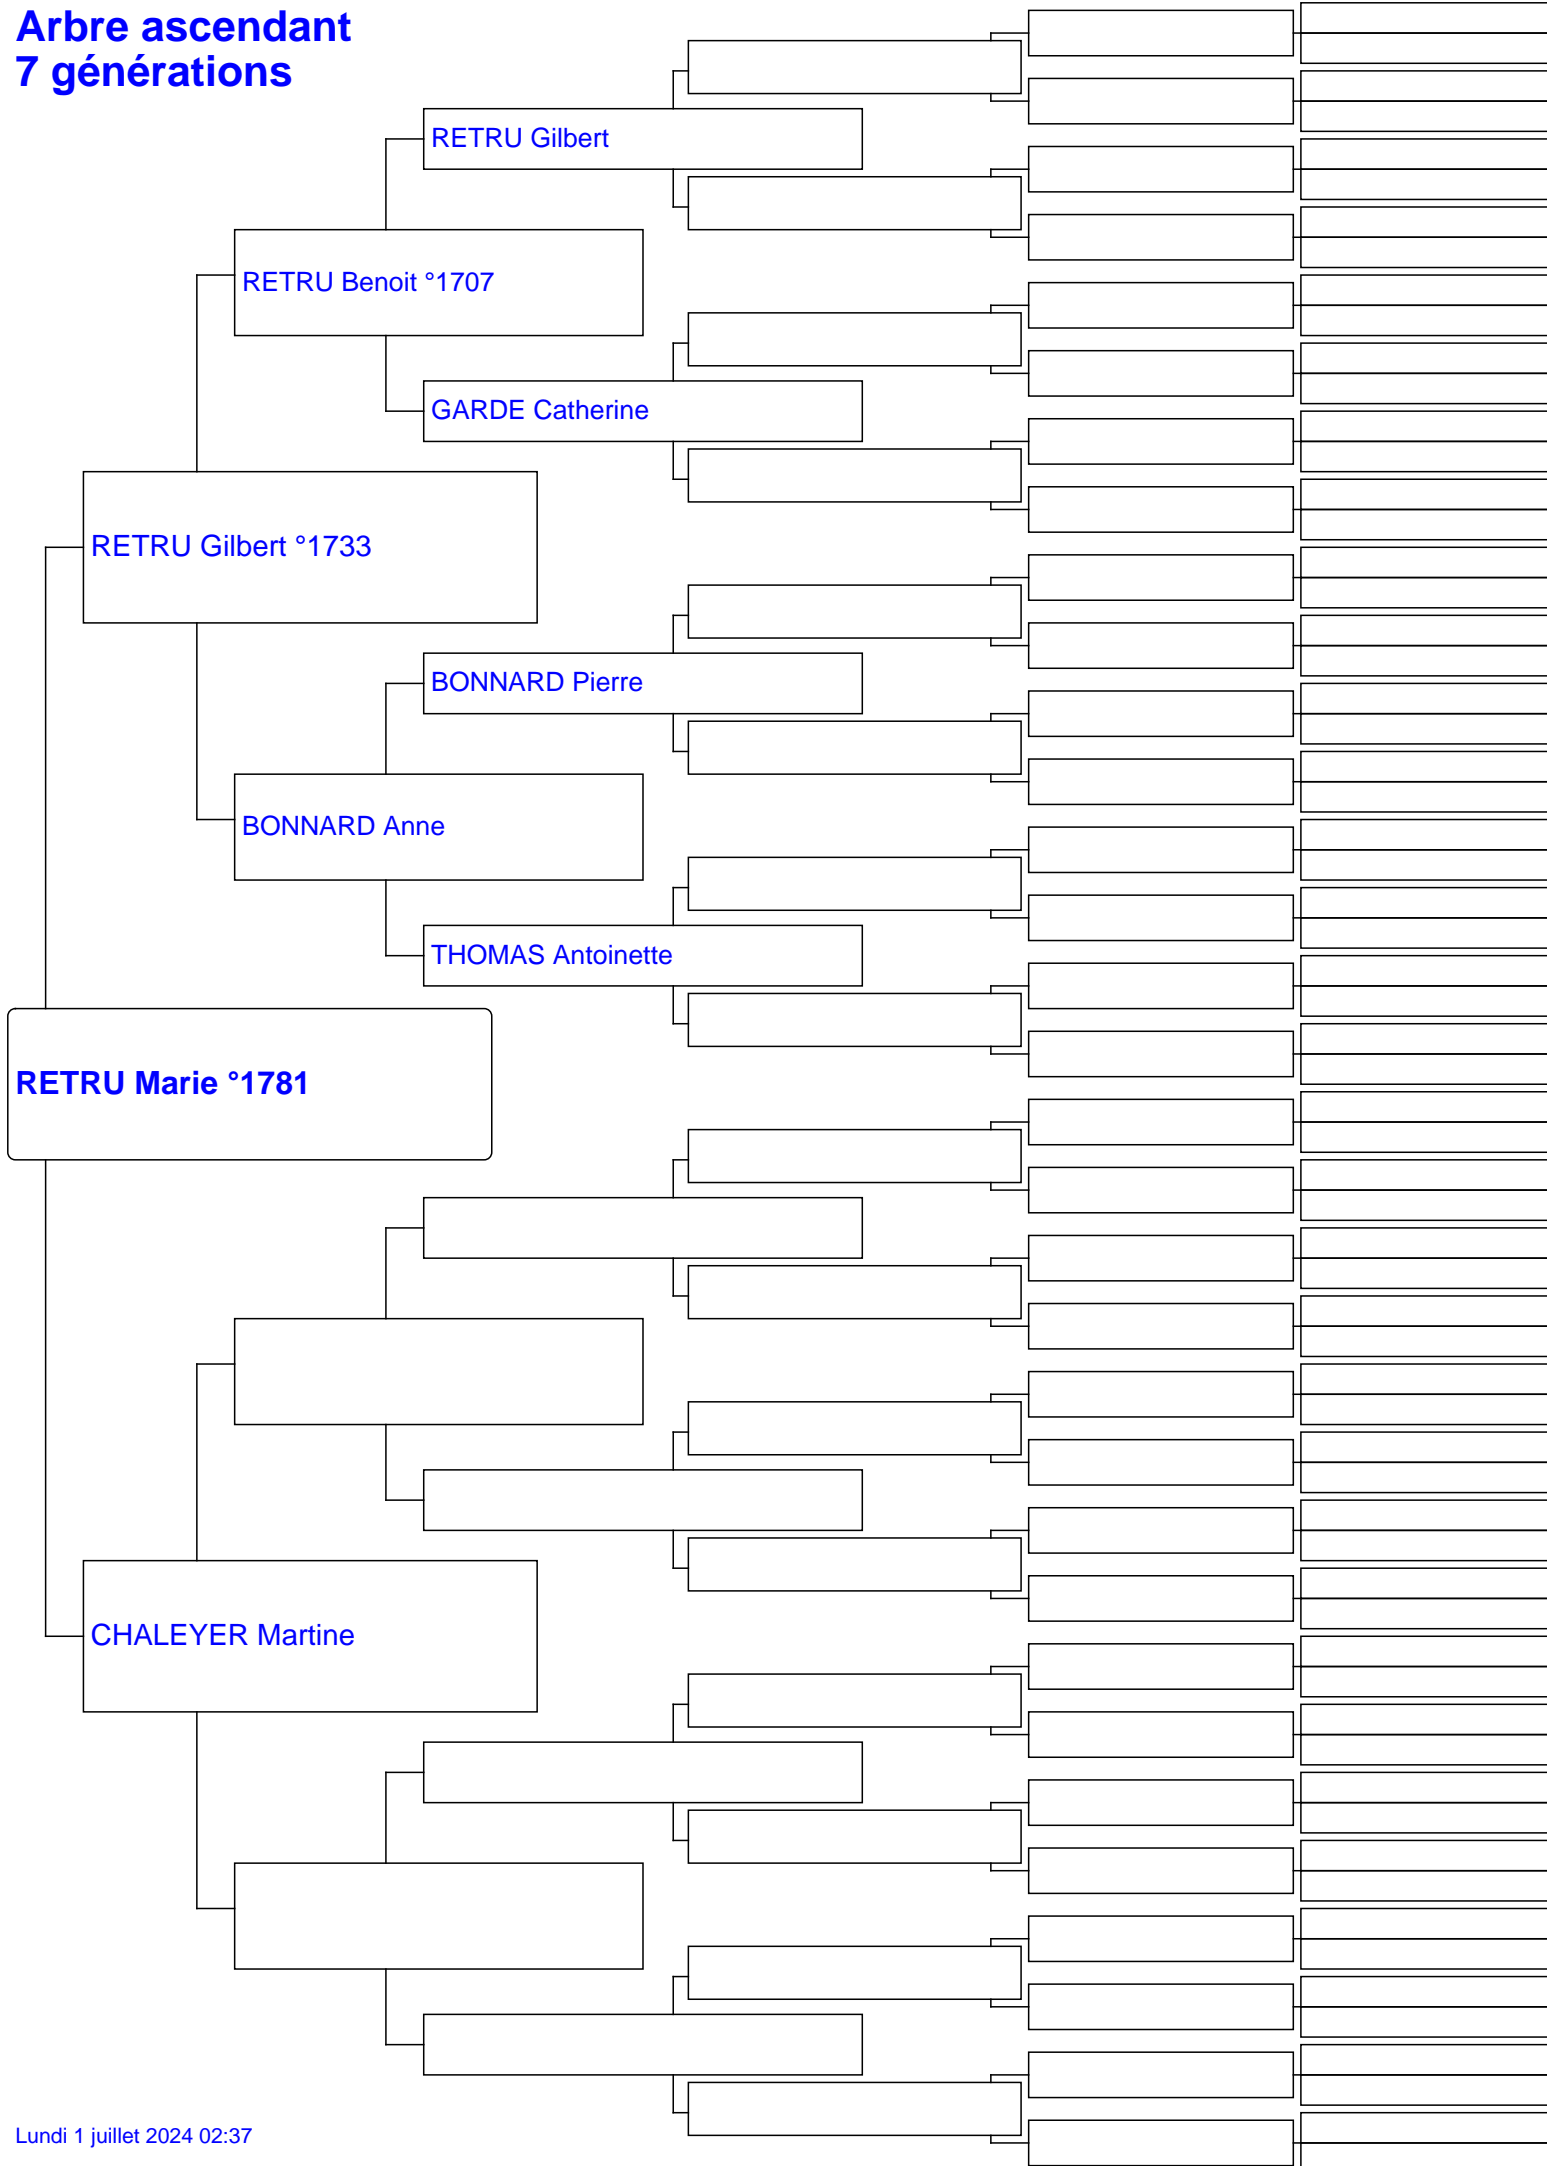 Arbre ascendant
7 générations
RETRU Gilbert
RETRU Benoit °1707
GARDE Catherine
RETRU Gilbert °1733
BONNARD Pierre
BONNARD Anne
THOMAS Antoinette
RETRU Marie °1781
CHALEYER Martine
Lundi 1 juillet 2024 02:37